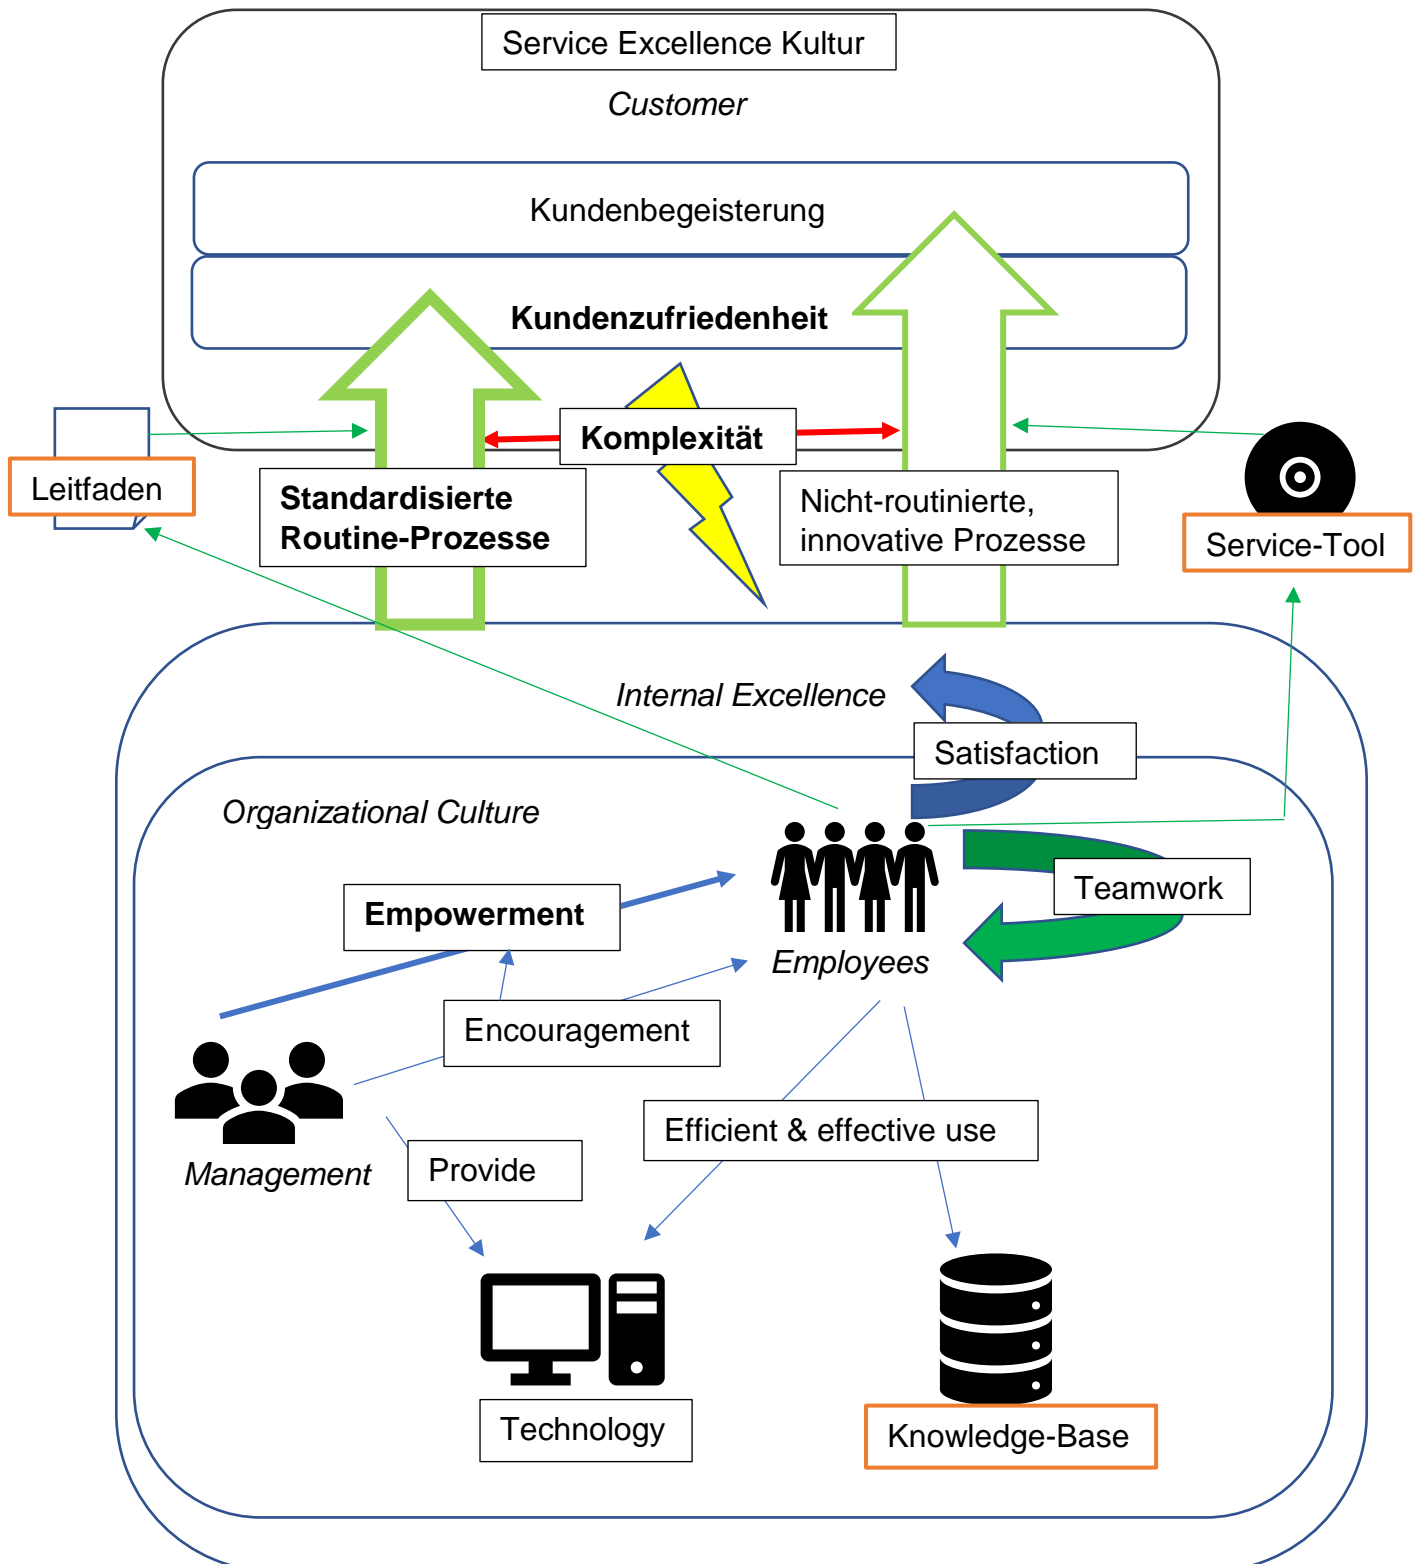 Service Excellence Kultur
Customer
Kundenbegeisterung
Kundenzufriedenheit
Komplexität
Leitfaden
Standardisierte
Routine-Prozesse
Nicht-routinierte,
innovative Prozesse
Service-Tool
Internal Excellence
Satisfaction
Organizational Culture
Teamwork
Empowerment
Employees
Encouragement
Efficient & effective use
Management
Provide
Technology
Knowledge-Base